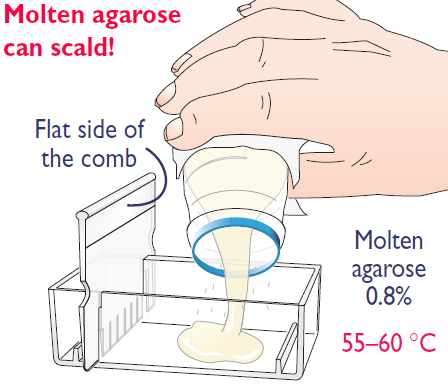 Molten agarose
can scald!
Flat side of
the comb
Molten
agarose
0.8%
55–60 °C